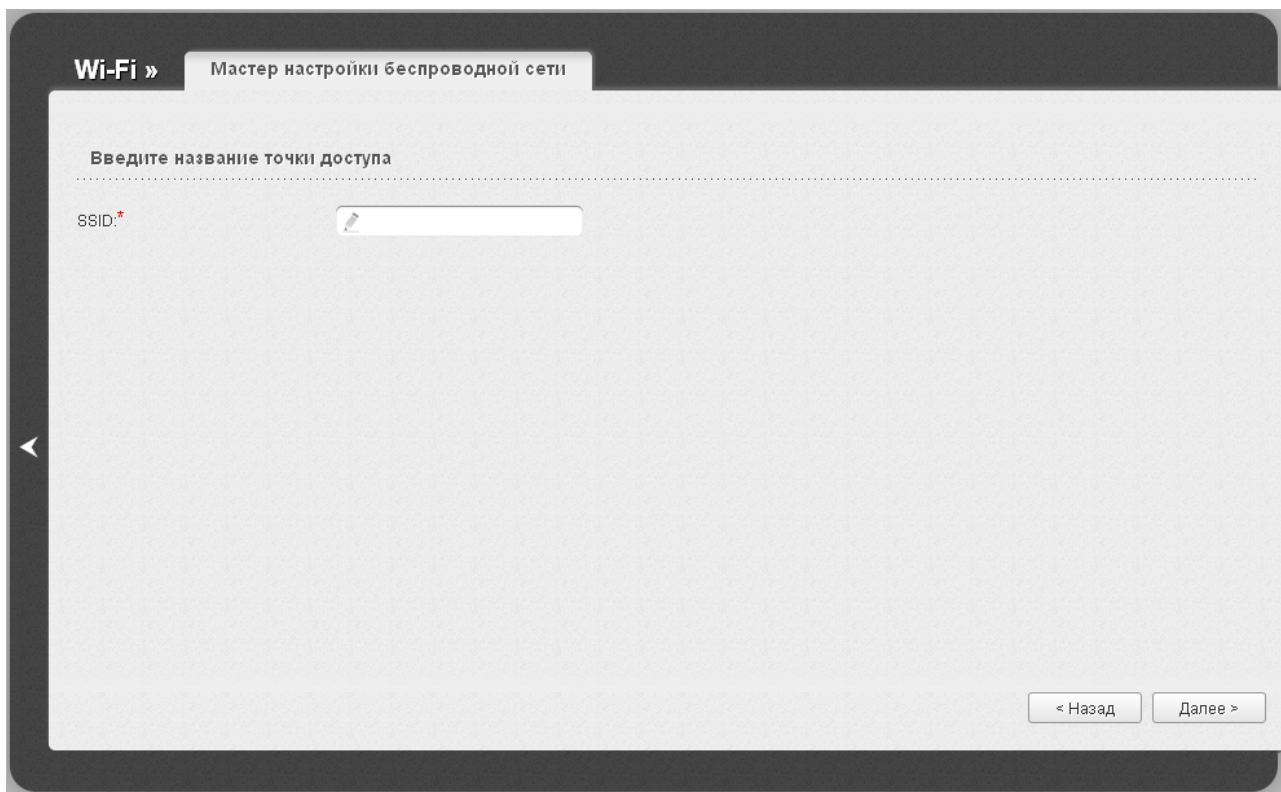 Wi-Fi » Мастер настройки беспроводной сети
Введите название точки доступа
SSID:*
< Назад Далее >